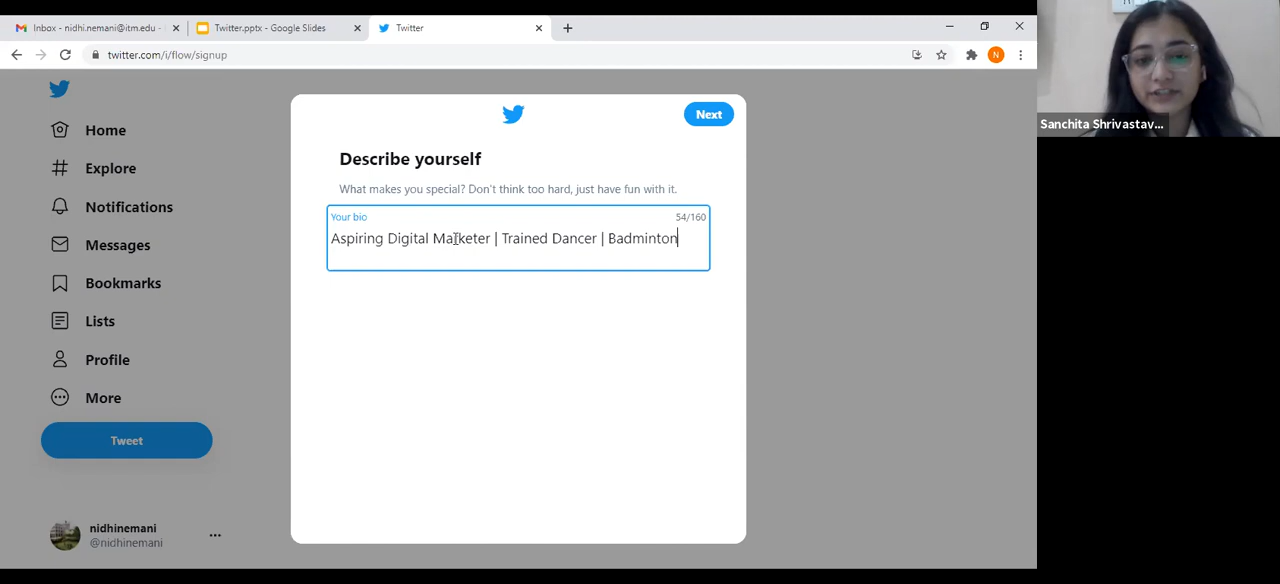 Inbox - nidhi.nemani@itm.edu -
Twitter.pptx - Google Slides
Twitter
twitter.com/i/flow/signup
N
Home
Explore
Notifications
Messages
Bookmarks
Lists
Profile
More
Tweet
nidhinemani
@nidhinemani
Next
Describe yourself
What makes you special? Don't think too hard, just have fun with it.
Your bio
54/160
Aspiring Digital Marketer | Trained Dancer | Badminton
Sanchita Shrivastav...